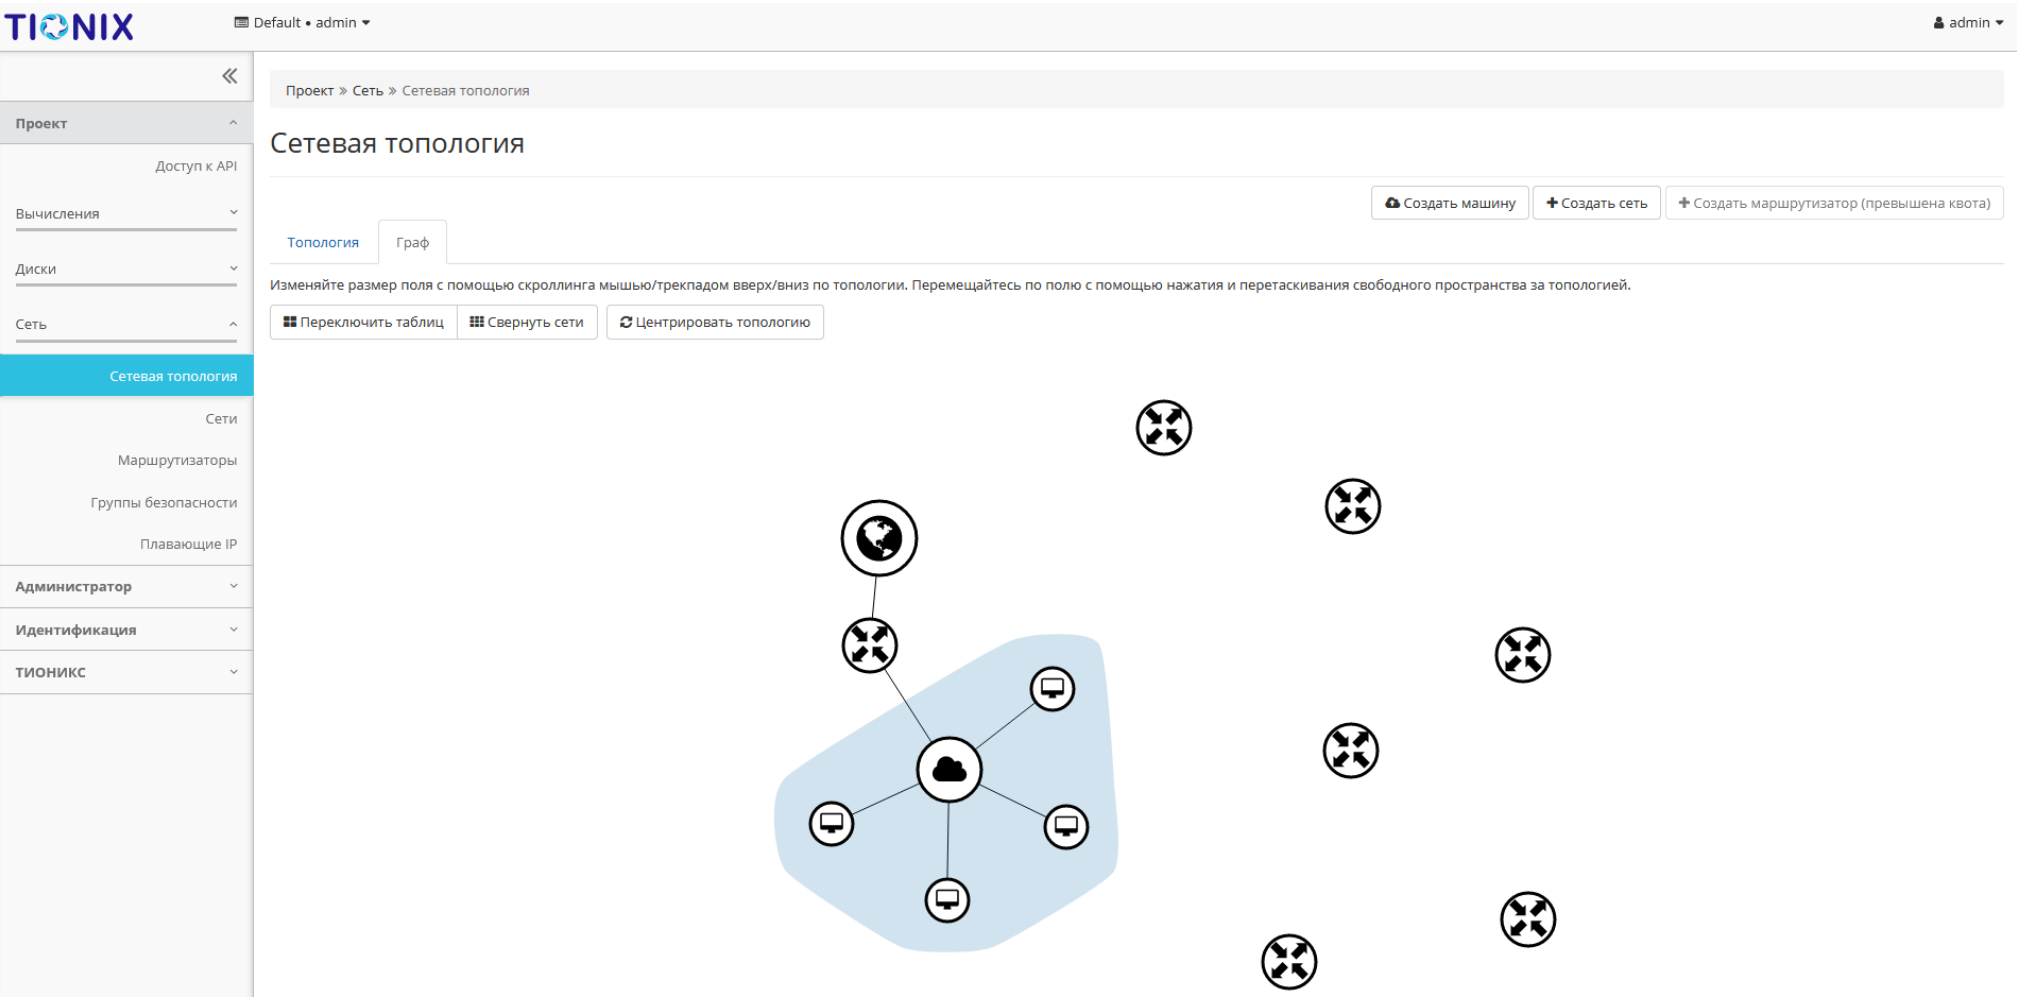 TIONIX
Default • admin
admin
Проект
Доступ к API
Вычисления
Диски
Сеть
Сетевая топология
Сети
Маршрутизаторы
Группы безопасности
Плавающие IP
Администратор
Идентификация
ТИОНИКС
Проект » Сеть » Сетевая топология
Сетевая топология
Создать машину
+ Создать сеть
+ Создать маршрутизатор (превышена квота)
Топология
Граф
Изменяйте размер поля с помощью скроллинга мышью/трекпадом вверх/вниз по топологии. Перемещайтесь по полю с помощью нажатия и перетаскивания свободного пространства за топологией.
Переключить таблиц
Свернуть сети
Центрировать топологию